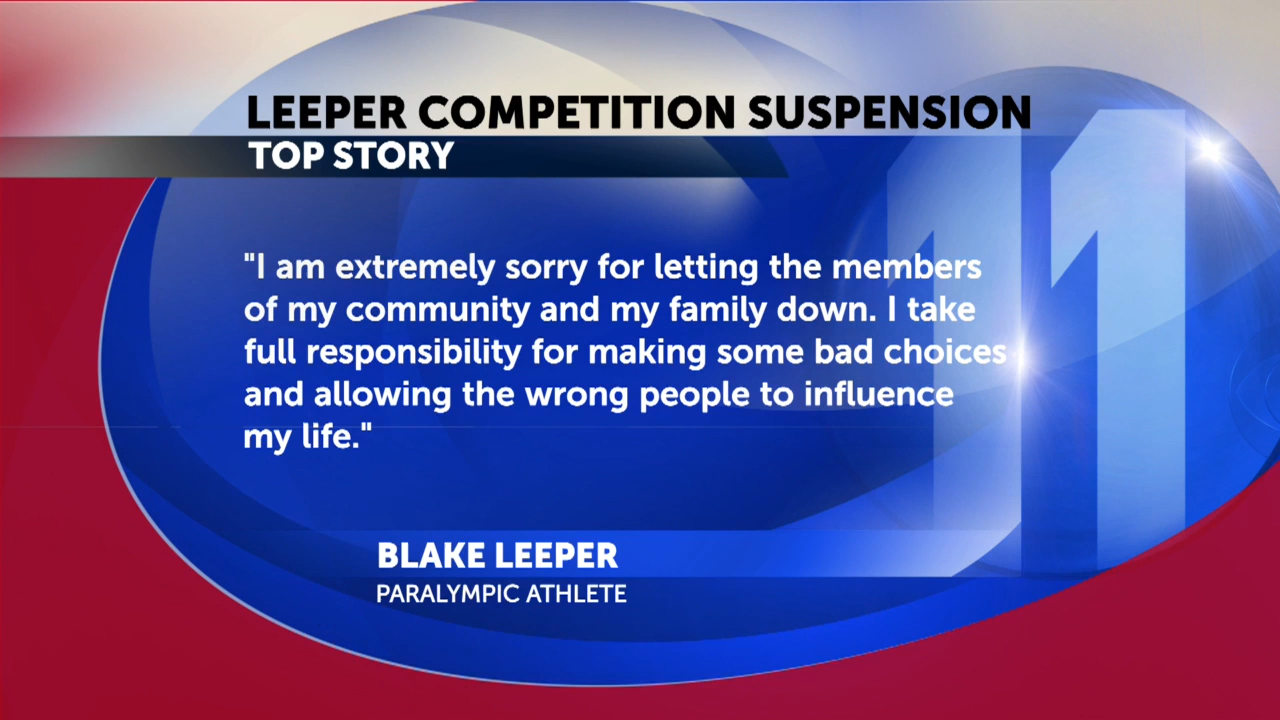 LEEPER COMPETITION SUSPENSION
TOP STORY
"I am extremely sorry for letting the members
of my community and my family down. I take
full responsibility for making some bad choices
and allowing the wrong people to influence
my life."
11
BLAKE LEEPER
PARALYMPIC ATHLETE